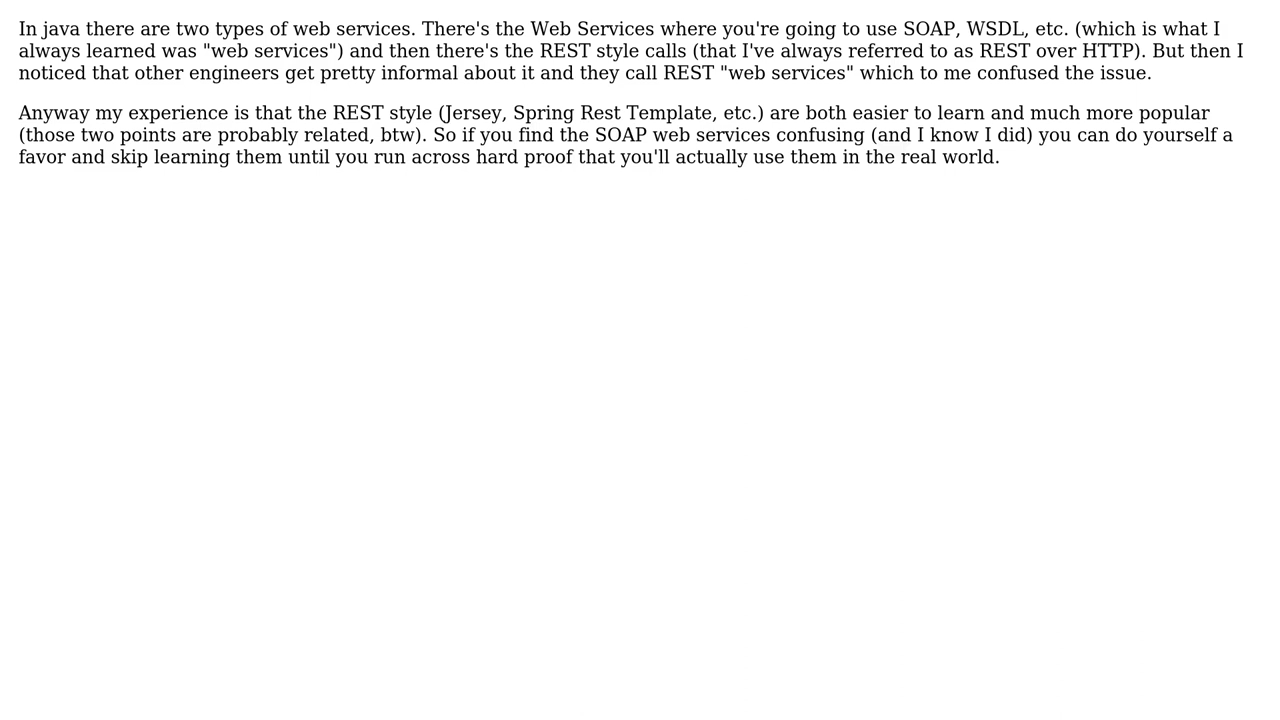 In java there are two types of web services. There's the Web Services where you're going to use SOAP, WSDL, etc. (which is what I
always learned was "web services") and then there's the REST style calls (that I've always referred to as REST over HTTP). But then I
noticed that other engineers get pretty informal about it and they call REST "web services" which to me confused the issue.
Anyway my experience is that the REST style (Jersey, Spring Rest Template, etc.) are both easier to learn and much more popular
(those two points are probably related, btw). So if you find the SOAP web services confusing (and I know I did) you can do yourself a
favor and skip learning them until you run across hard proof that you'll actually use them in the real world.